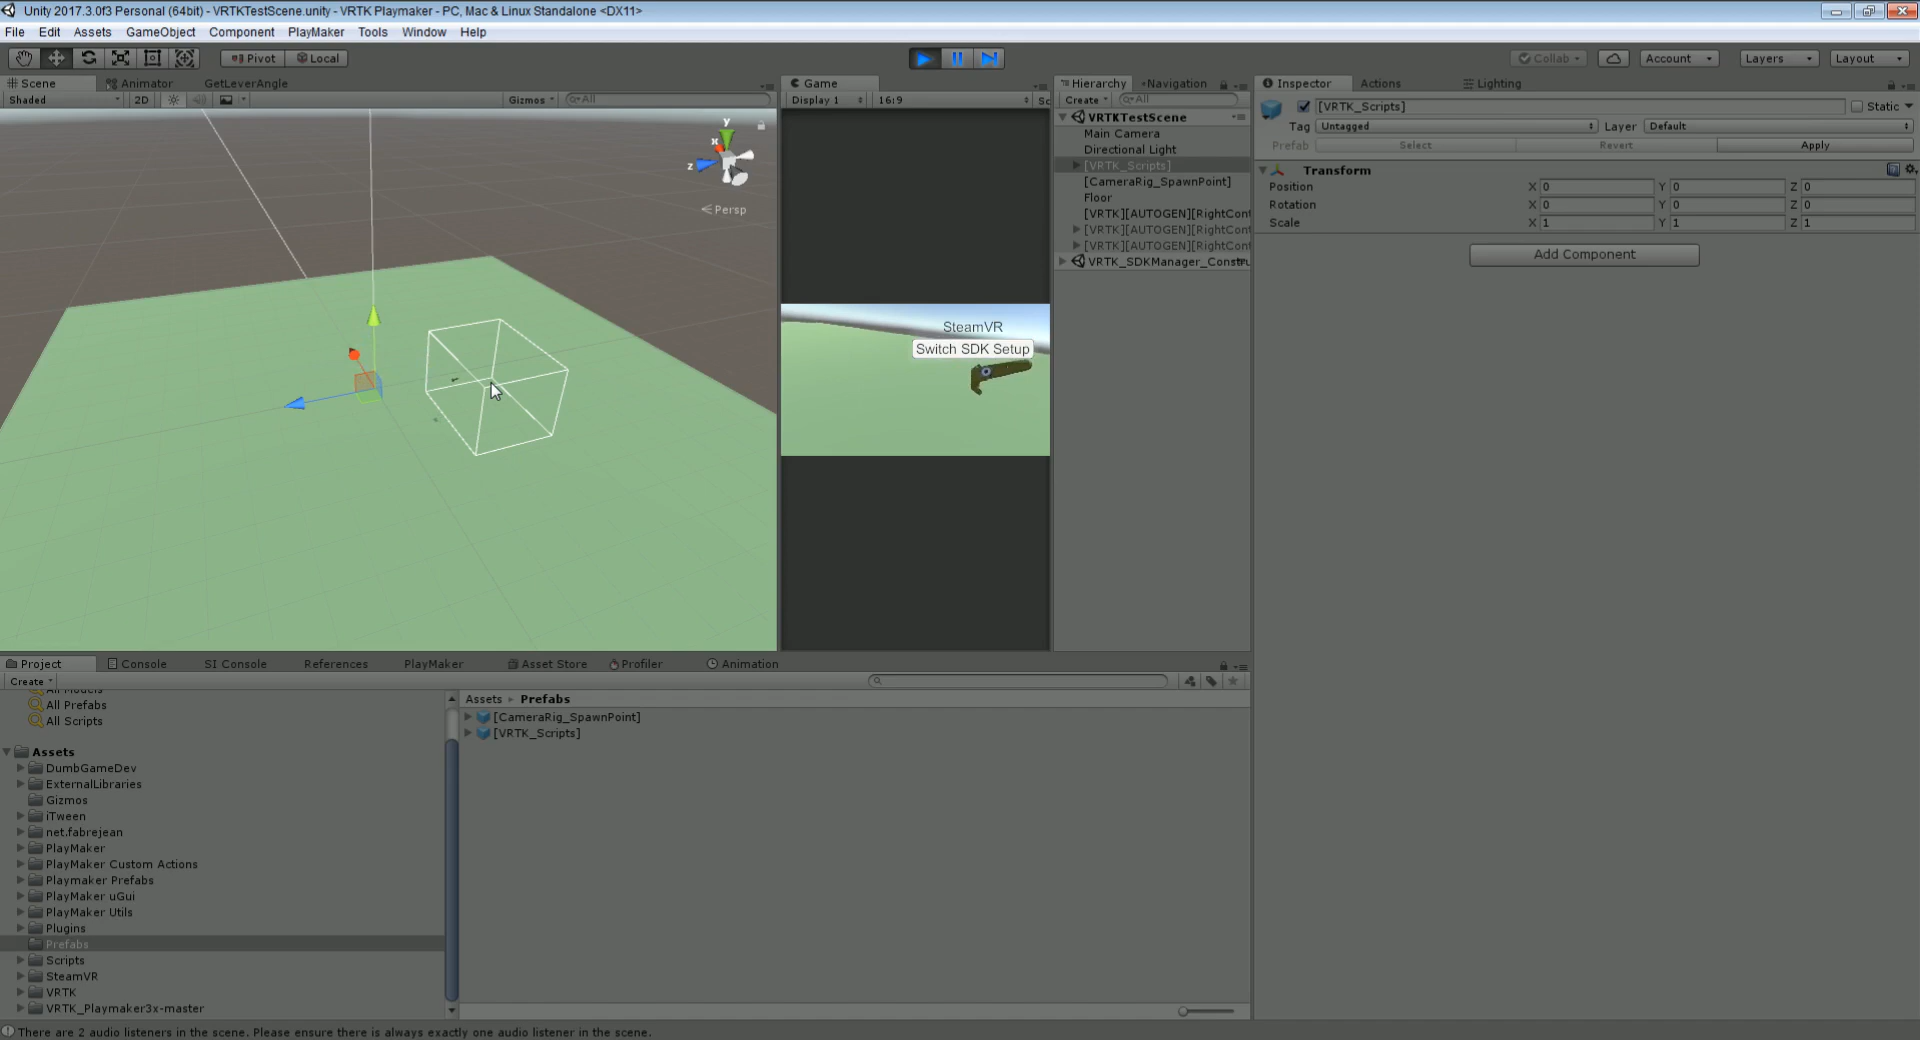 Unity 2017.3.0f3 Personal (64bit) - VRTKTestScene.unity - VRTK Playmaker - PC, Mac & Linux Standalone <DX11>
File Edit Assets GameObject Component PlayMaker Tools Window Help
Pivot Local Collab Account Layers Layout
Scene Animator GetLeverAngle Game Hierarchy Navigation Inspector Actions Lighting
Shaded 2D Gizmos All Display 1 16:9 Sc Create All
[VRTK_Scripts] Static
Tag Untagged Layer Default
Prefab Select Revert Apply
Transform
Position X 0 Y 0 Z 0
Rotation X 0 Y 0 Z 0
Scale X 1 Y 1 Z 1
Add Component
VRTKTestScene
Main Camera
Directional Light
[VRTK_Scripts]
[CameraRig_SpawnPoint]
Floor
[VRTK][AUTOGEN][RightCont
[VRTK][AUTOGEN][RightCont
[VRTK][AUTOGEN][RightCont
VRTK_SDKManager_Constru
y
x
z
Persp
SteamVR
Switch SDK Setup
Project Console SI Console References PlayMaker Asset Store Profiler Animation
Create
All Models
All Prefabs
All Scripts
Assets
DumbGameDev
ExternalLibraries
Gizmos
iTween
net.fabrejean
PlayMaker
PlayMaker Custom Actions
Playmaker Prefabs
PlayMaker uGui
PlayMaker Utils
Plugins
Prefabs
Scripts
SteamVR
VRTK
VRTK_Playmaker3x-master
Assets Prefabs
[CameraRig_SpawnPoint]
[VRTK_Scripts]
There are 2 audio listeners in the scene. Please ensure there is always exactly one audio listener in the scene.